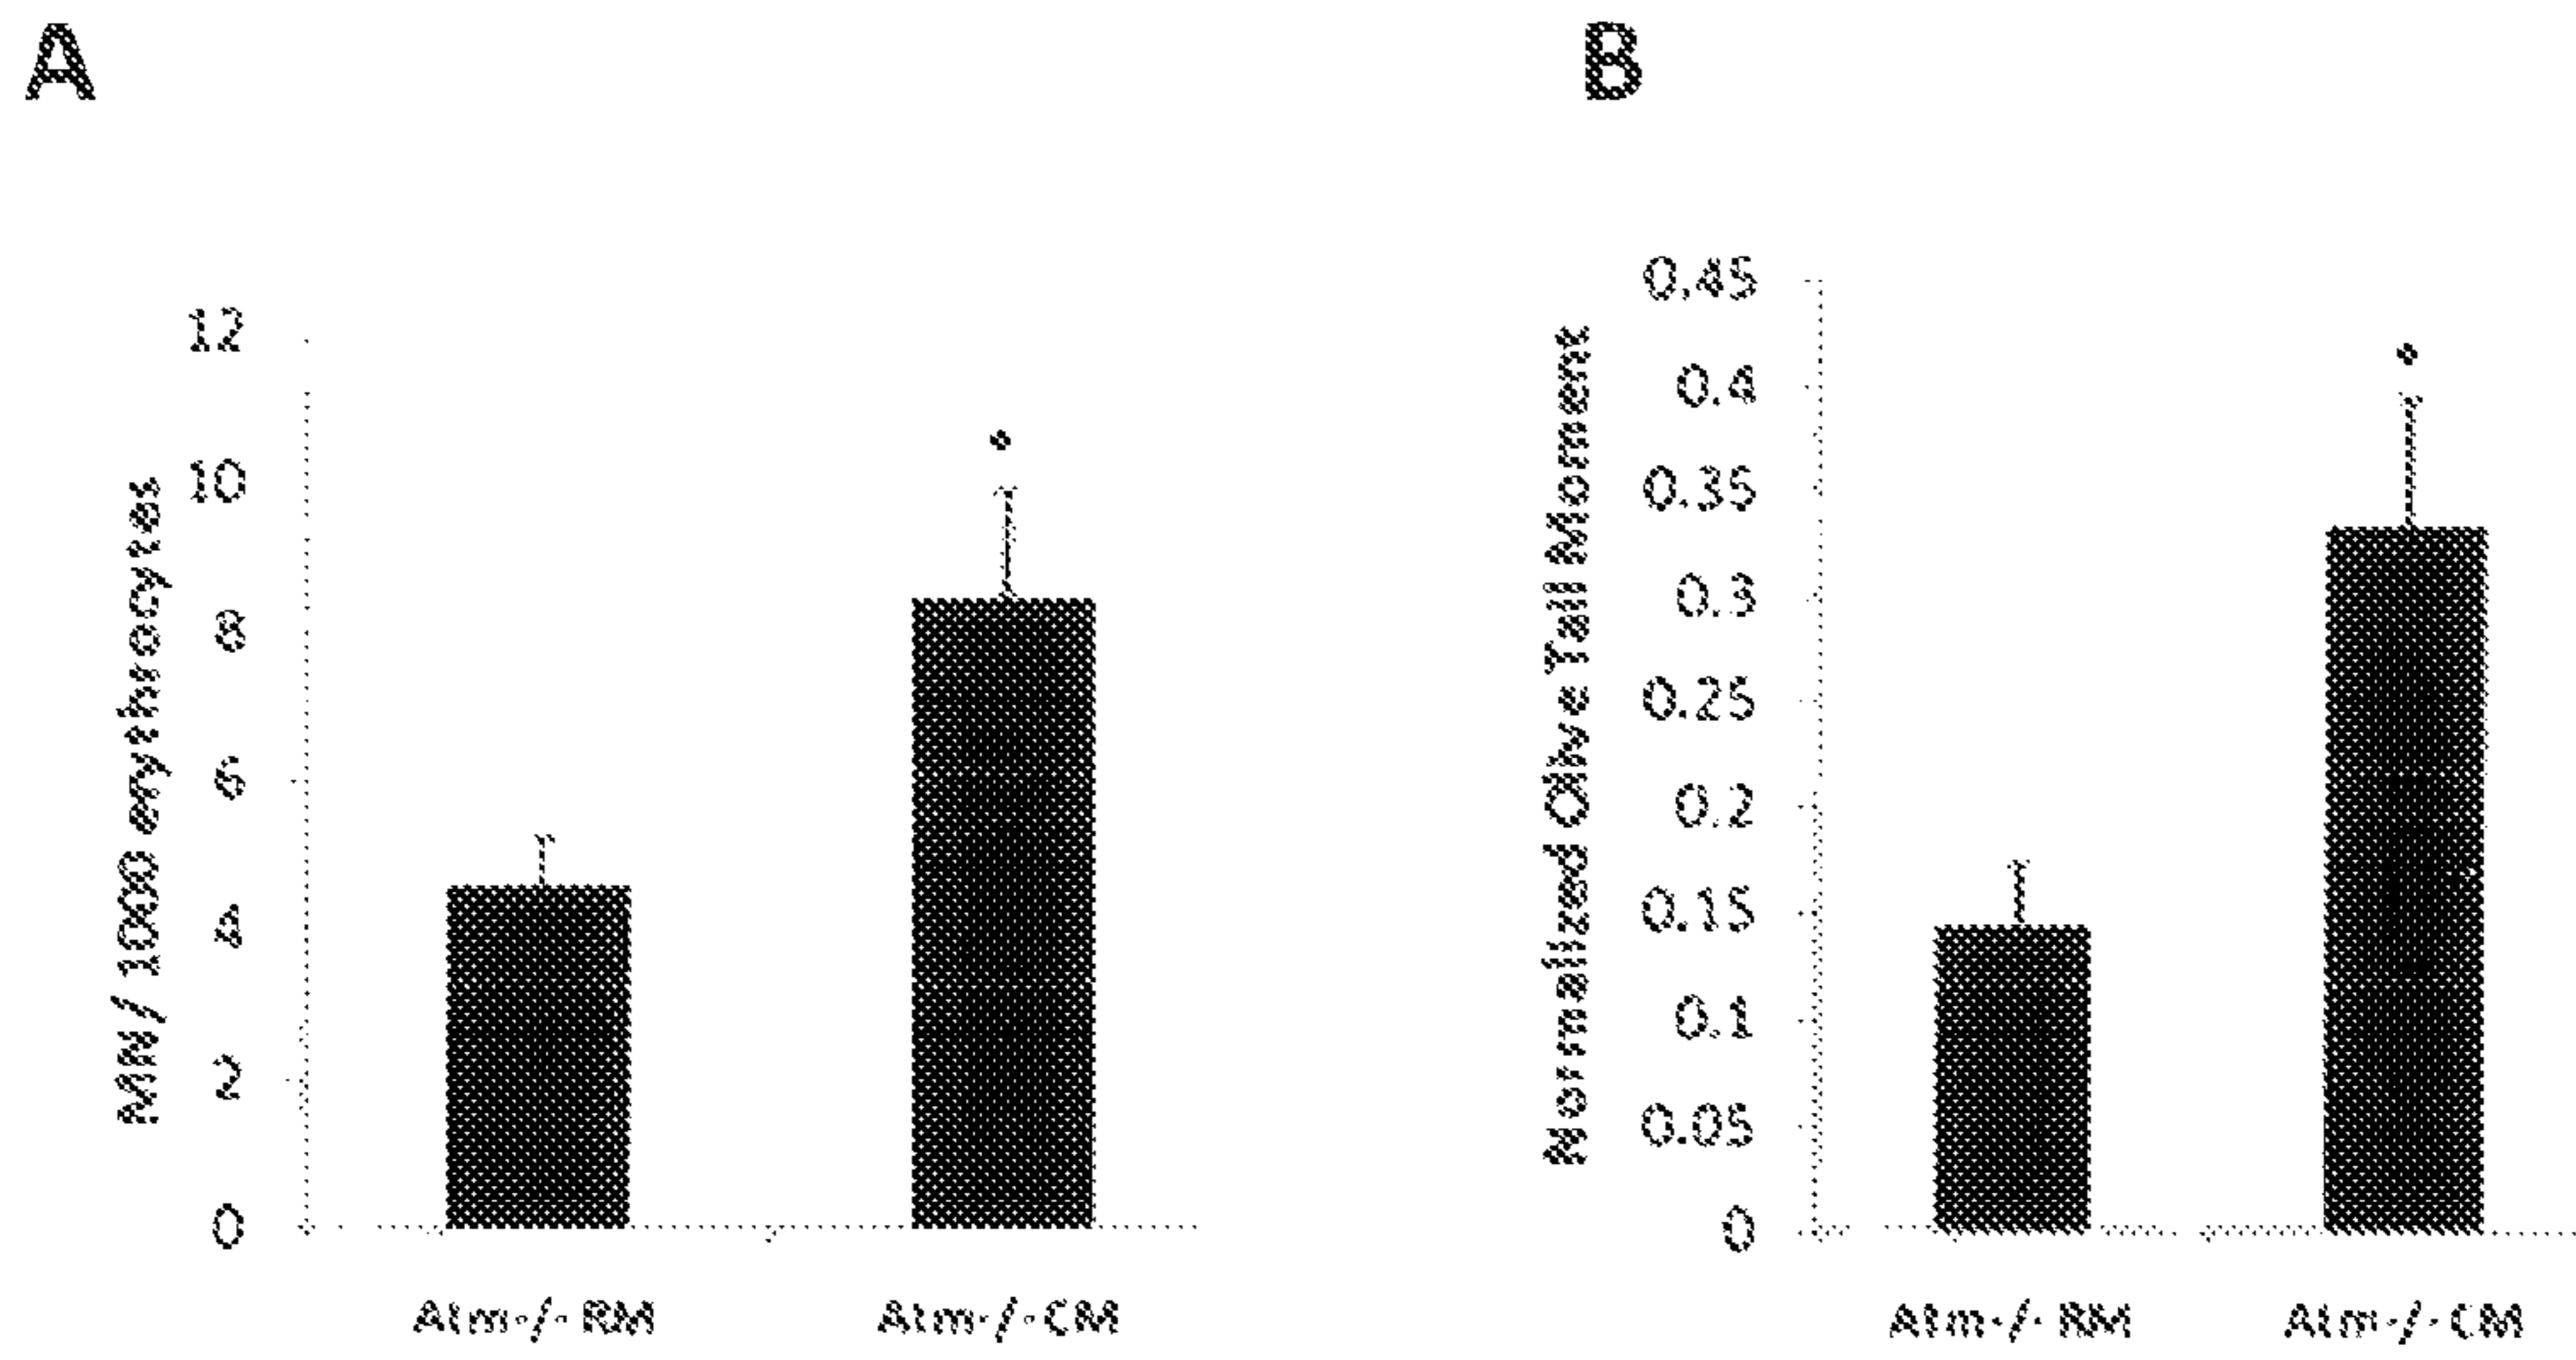 A
B
MN/ 1000 erythrocytes
12
10
8
6
4
2
0
Atm-/- RM
Atm-/- CM
Normalized Olive Tail Moment
0.45
0.4
0.35
0.3
0.25
0.2
0.15
0.1
0.05
0
Atm-/- RM
Atm-/- CM